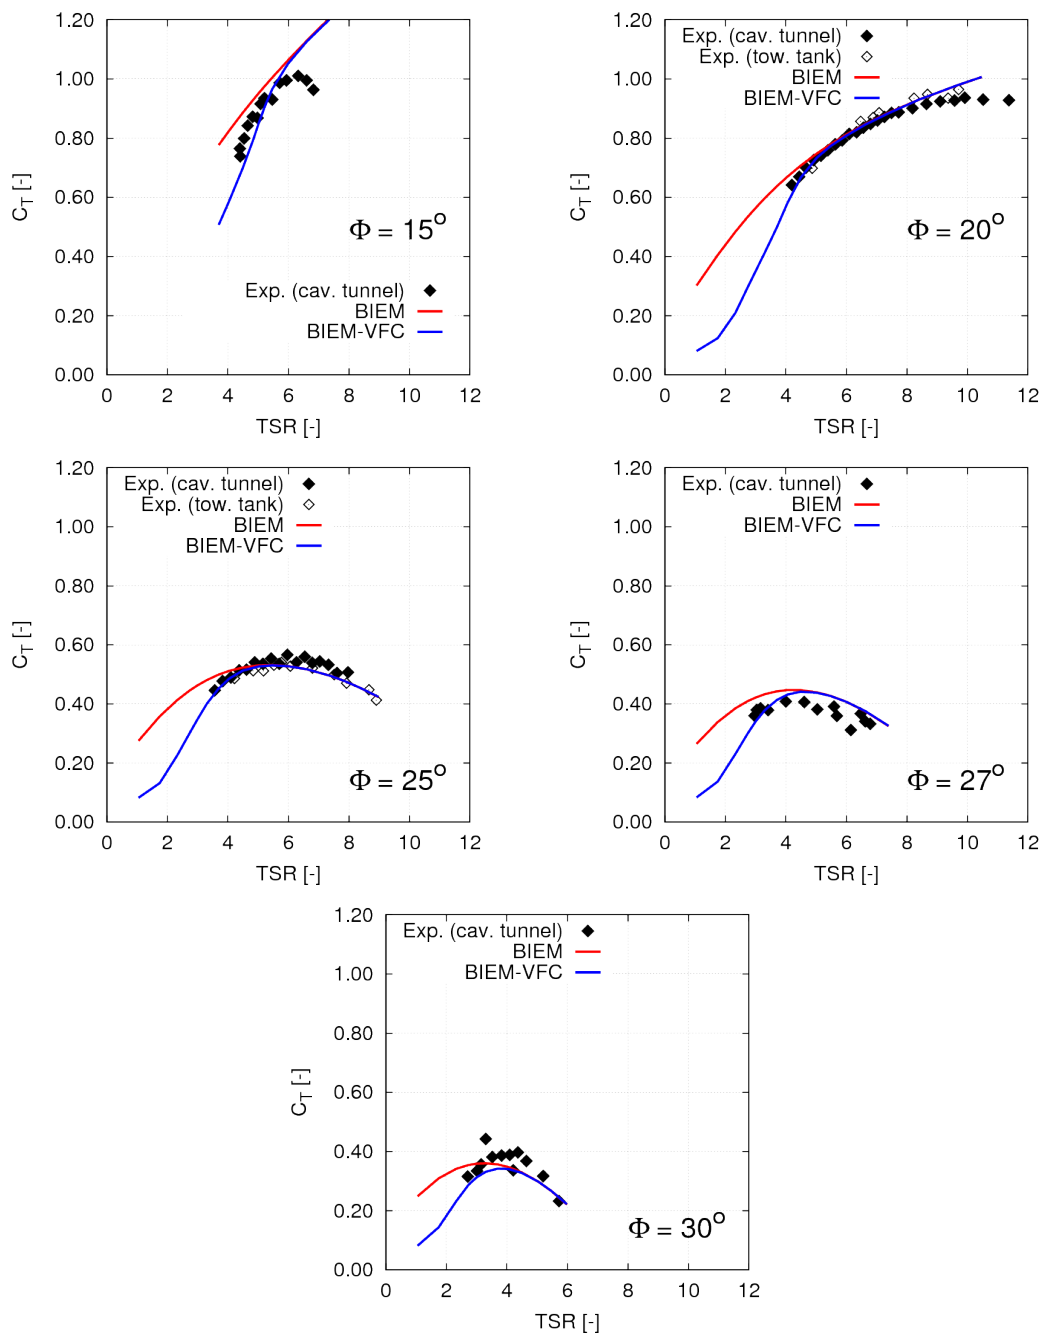 1.20
1.00
0.80
0.60
0.40
0.20
0.00
C_T [-]
Φ = 15°
Exp. (cav. tunnel)
BIEM
BIEM-VFC
0 2 4 6 8 10 12
TSR [-]
1.20
1.00
0.80
0.60
0.40
0.20
0.00
C_T [-]
Exp. (cav. tunnel)
Exp. (tow. tank)
BIEM
BIEM-VFC
Φ = 20°
0 2 4 6 8 10 12
TSR [-]
1.20
1.00
0.80
0.60
0.40
0.20
0.00
C_T [-]
Exp. (cav. tunnel)
Exp. (tow. tank)
BIEM
BIEM-VFC
Φ = 25°
0 2 4 6 8 10 12
TSR [-]
1.20
1.00
0.80
0.60
0.40
0.20
0.00
C_T [-]
Exp. (cav. tunnel)
BIEM
BIEM-VFC
Φ = 27°
0 2 4 6 8 10 12
TSR [-]
1.20
1.00
0.80
0.60
0.40
0.20
0.00
C_T [-]
Exp. (cav. tunnel)
BIEM
BIEM-VFC
Φ = 30°
0 2 4 6 8 10 12
TSR [-]